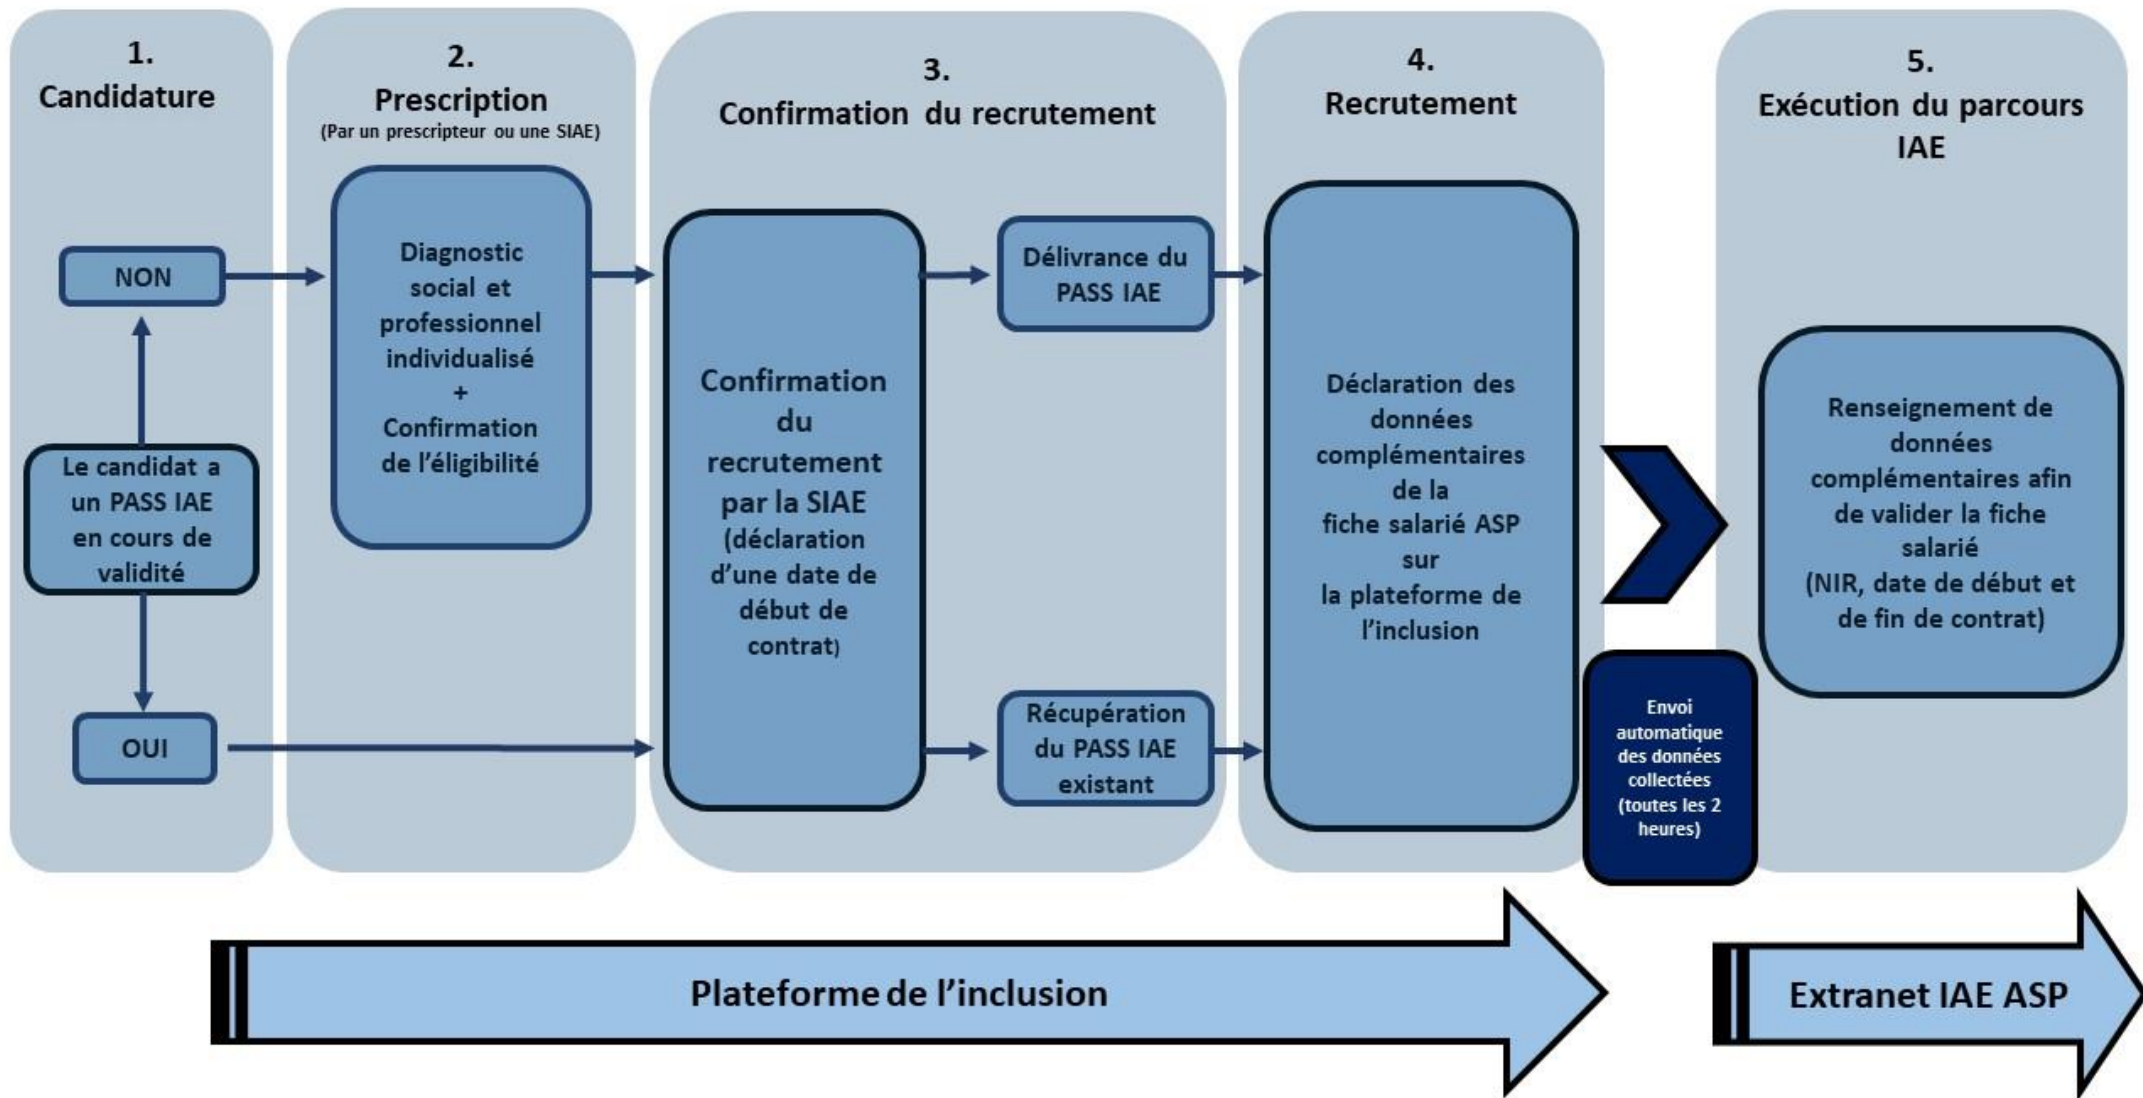 1.
Candidature
NON
Le candidat a
un PASS IAE
en cours de
validité
OUI
2.
Prescription
(Par un prescripteur ou une SIAE)
Diagnostic
social et
professionnel
individualisé
+
Confirmation
de l’éligibilité
3.
Confirmation du recrutement
Confirmation
du
recrutement
par la SIAE
(déclaration
d’une date de
début de
contrat)
Délivrance du
PASS IAE
Récupération
du PASS IAE
existant
4.
Recrutement
Déclaration des
données
complémentaires
de la
fiche salarié ASP
sur
la plateforme de
l’inclusion
Envoi
automatique
des données
collectées
(toutes les 2
heures)
5.
Exécution du parcours
IAE
Renseignement de
données
complémentaires afin
de valider la fiche
salarié
(NIR, date de début et
de fin de contrat)
Plateforme de l’inclusion
Extranet IAE ASP